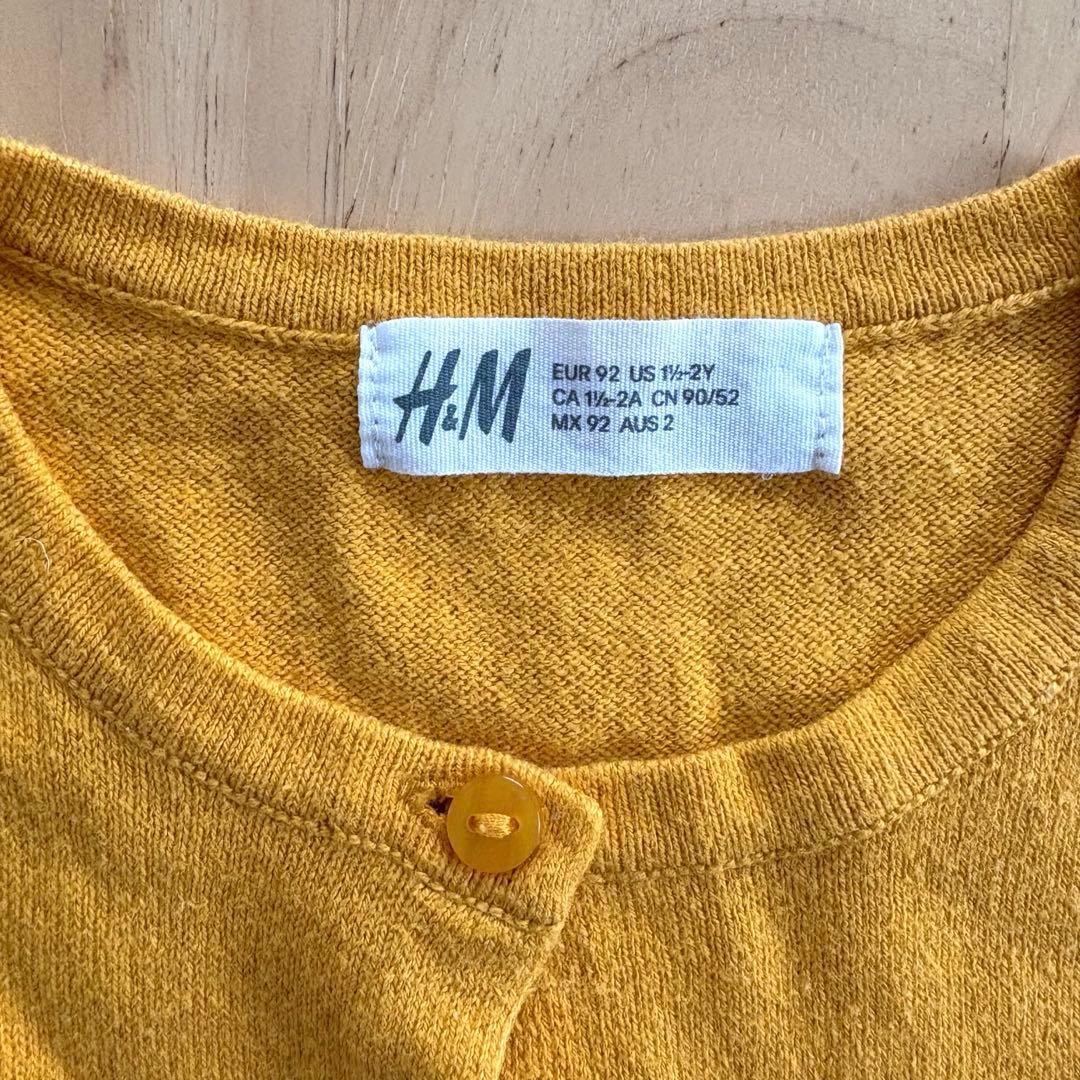 H&M
EUR 92 US 1½-2Y
CA 1½-2A CN 90/52
MX 92 AUS 2